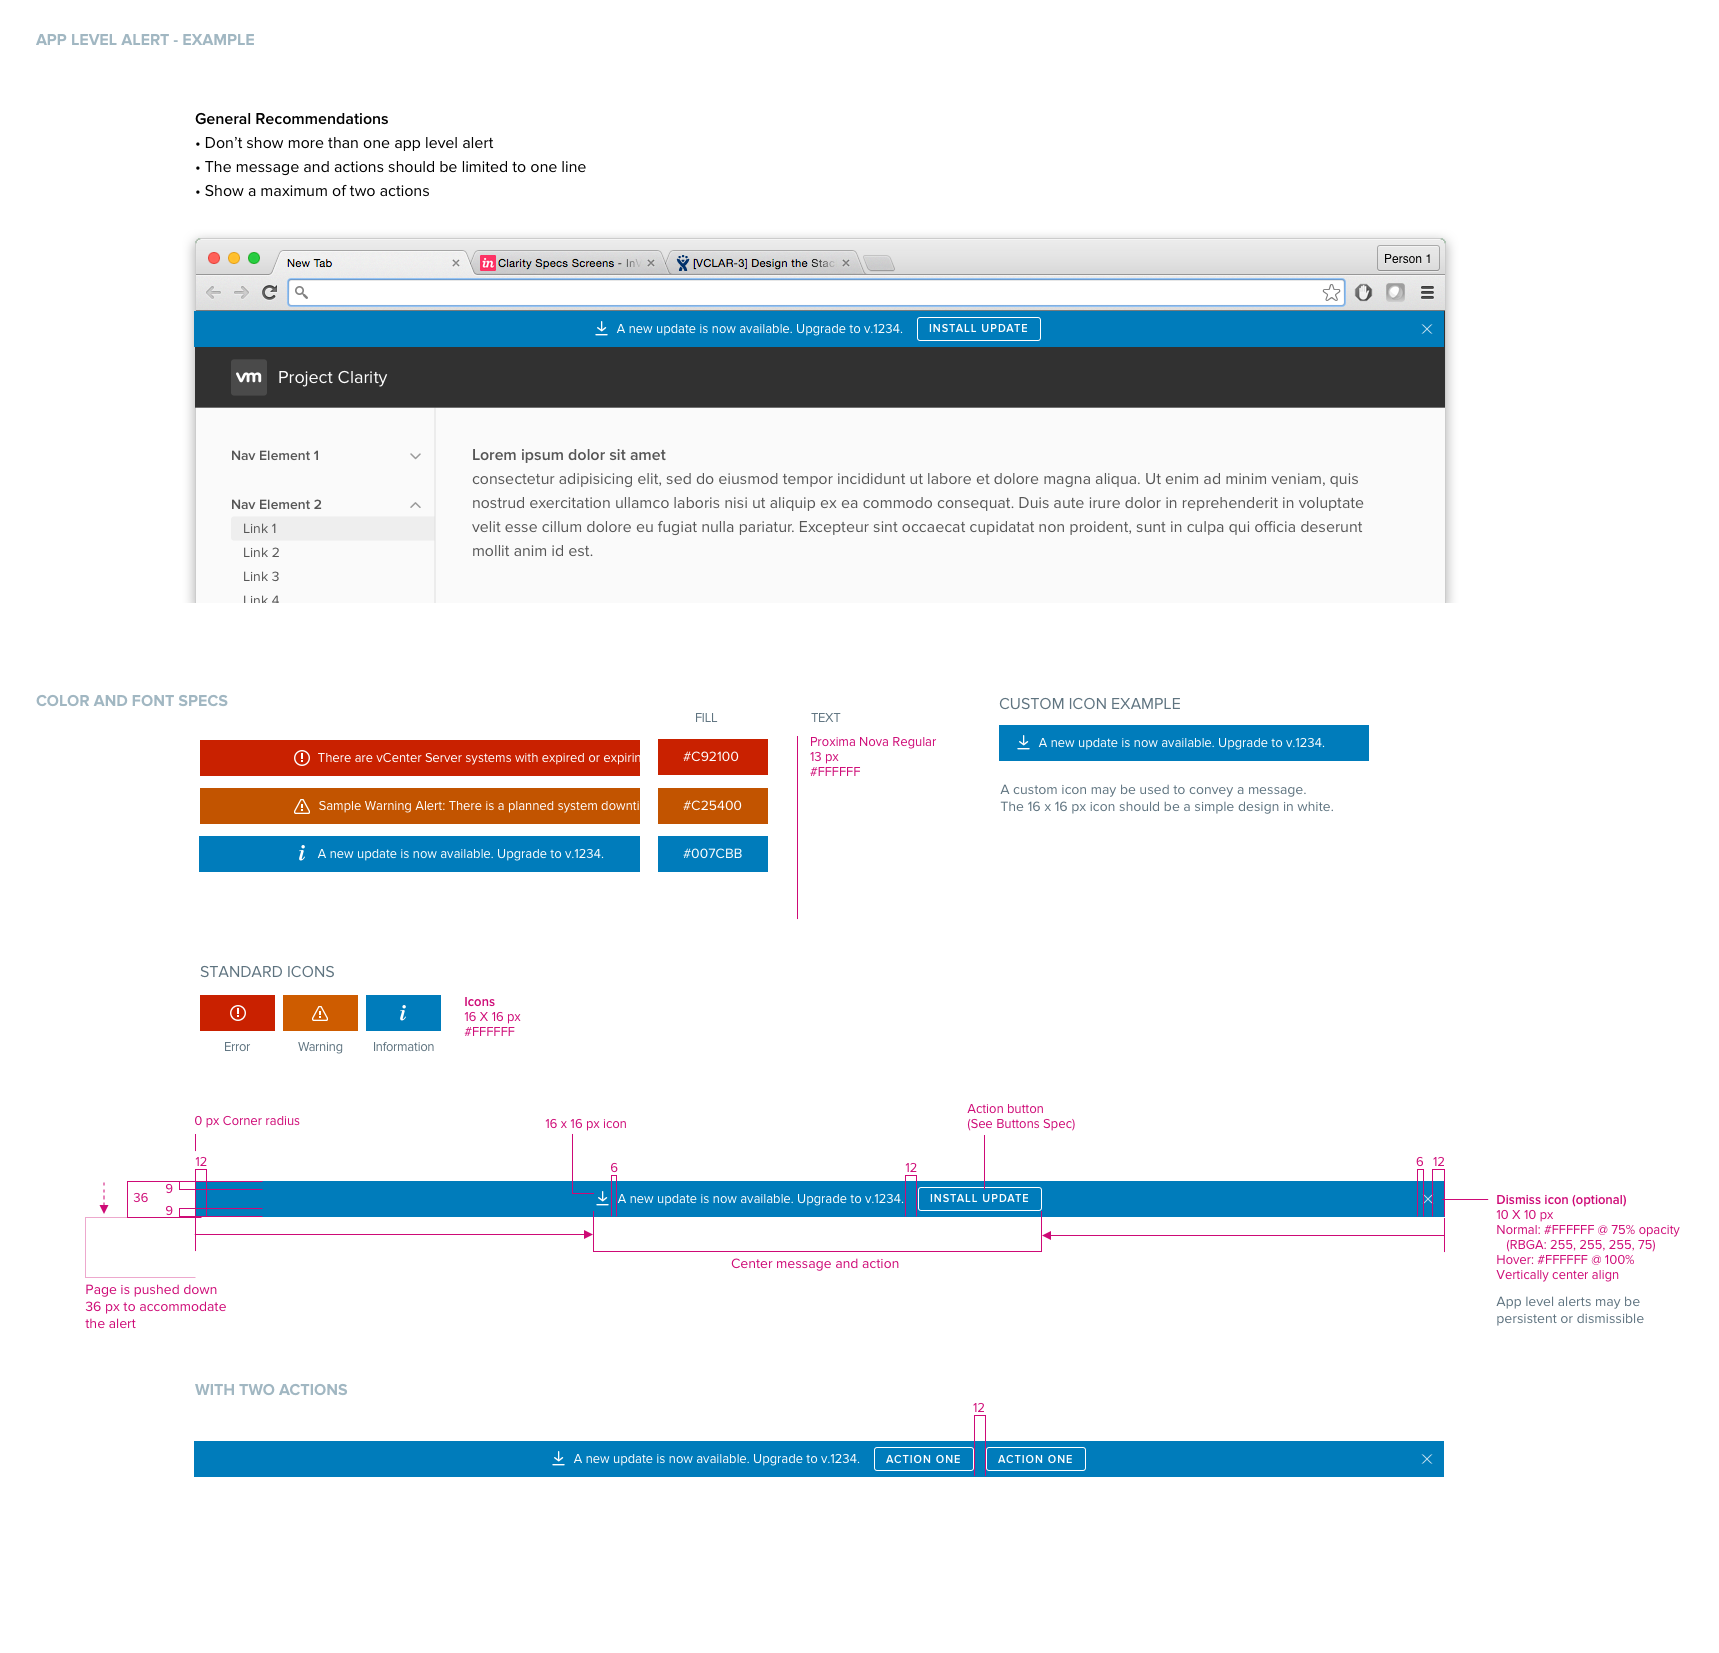 APP LEVEL ALERT - EXAMPLE
General Recommendations
• Don’t show more than one app level alert
• The message and actions should be limited to one line
• Show a maximum of two actions
New Tab
in Clarity Specs Screens - InV
[VCLAR-3] Design the Stac
Person 1
A new update is now available. Upgrade to v.1234.
INSTALL UPDATE
vm Project Clarity
Nav Element 1
Nav Element 2
Link 1
Link 2
Link 3
Link 4
Lorem ipsum dolor sit amet
consectetur adipisicing elit, sed do eiusmod tempor incididunt ut labore et dolore magna aliqua. Ut enim ad minim veniam, quis
nostrud exercitation ullamco laboris nisi ut aliquip ex ea commodo consequat. Duis aute irure dolor in reprehenderit in voluptate
velit esse cillum dolore eu fugiat nulla pariatur. Excepteur sint occaecat cupidatat non proident, sunt in culpa qui officia deserunt
mollit anim id est.
COLOR AND FONT SPECS
FILL
TEXT
There are vCenter Server systems with expired or expirin
#C92100
Sample Warning Alert: There is a planned system downti
#C25400
A new update is now available. Upgrade to v.1234.
#007CBB
Proxima Nova Regular
13 px
#FFFFFF
CUSTOM ICON EXAMPLE
A new update is now available. Upgrade to v.1234.
A custom icon may be used to convey a message.
The 16 x 16 px icon should be a simple design in white.
STANDARD ICONS
Error
Warning
Information
Icons
16 X 16 px
#FFFFFF
0 px Corner radius
16 x 16 px icon
Action button
(See Buttons Spec)
12
6
12
6
12
36
9
9
A new update is now available. Upgrade to v.1234.
INSTALL UPDATE
Center message and action
Page is pushed down
36 px to accommodate
the alert
Dismiss icon (optional)
10 X 10 px
Normal: #FFFFFF @ 75% opacity
(RBGA: 255, 255, 255, 75)
Hover: #FFFFFF @ 100%
Vertically center align
App level alerts may be
persistent or dismissible
WITH TWO ACTIONS
12
A new update is now available. Upgrade to v.1234.
ACTION ONE
ACTION ONE